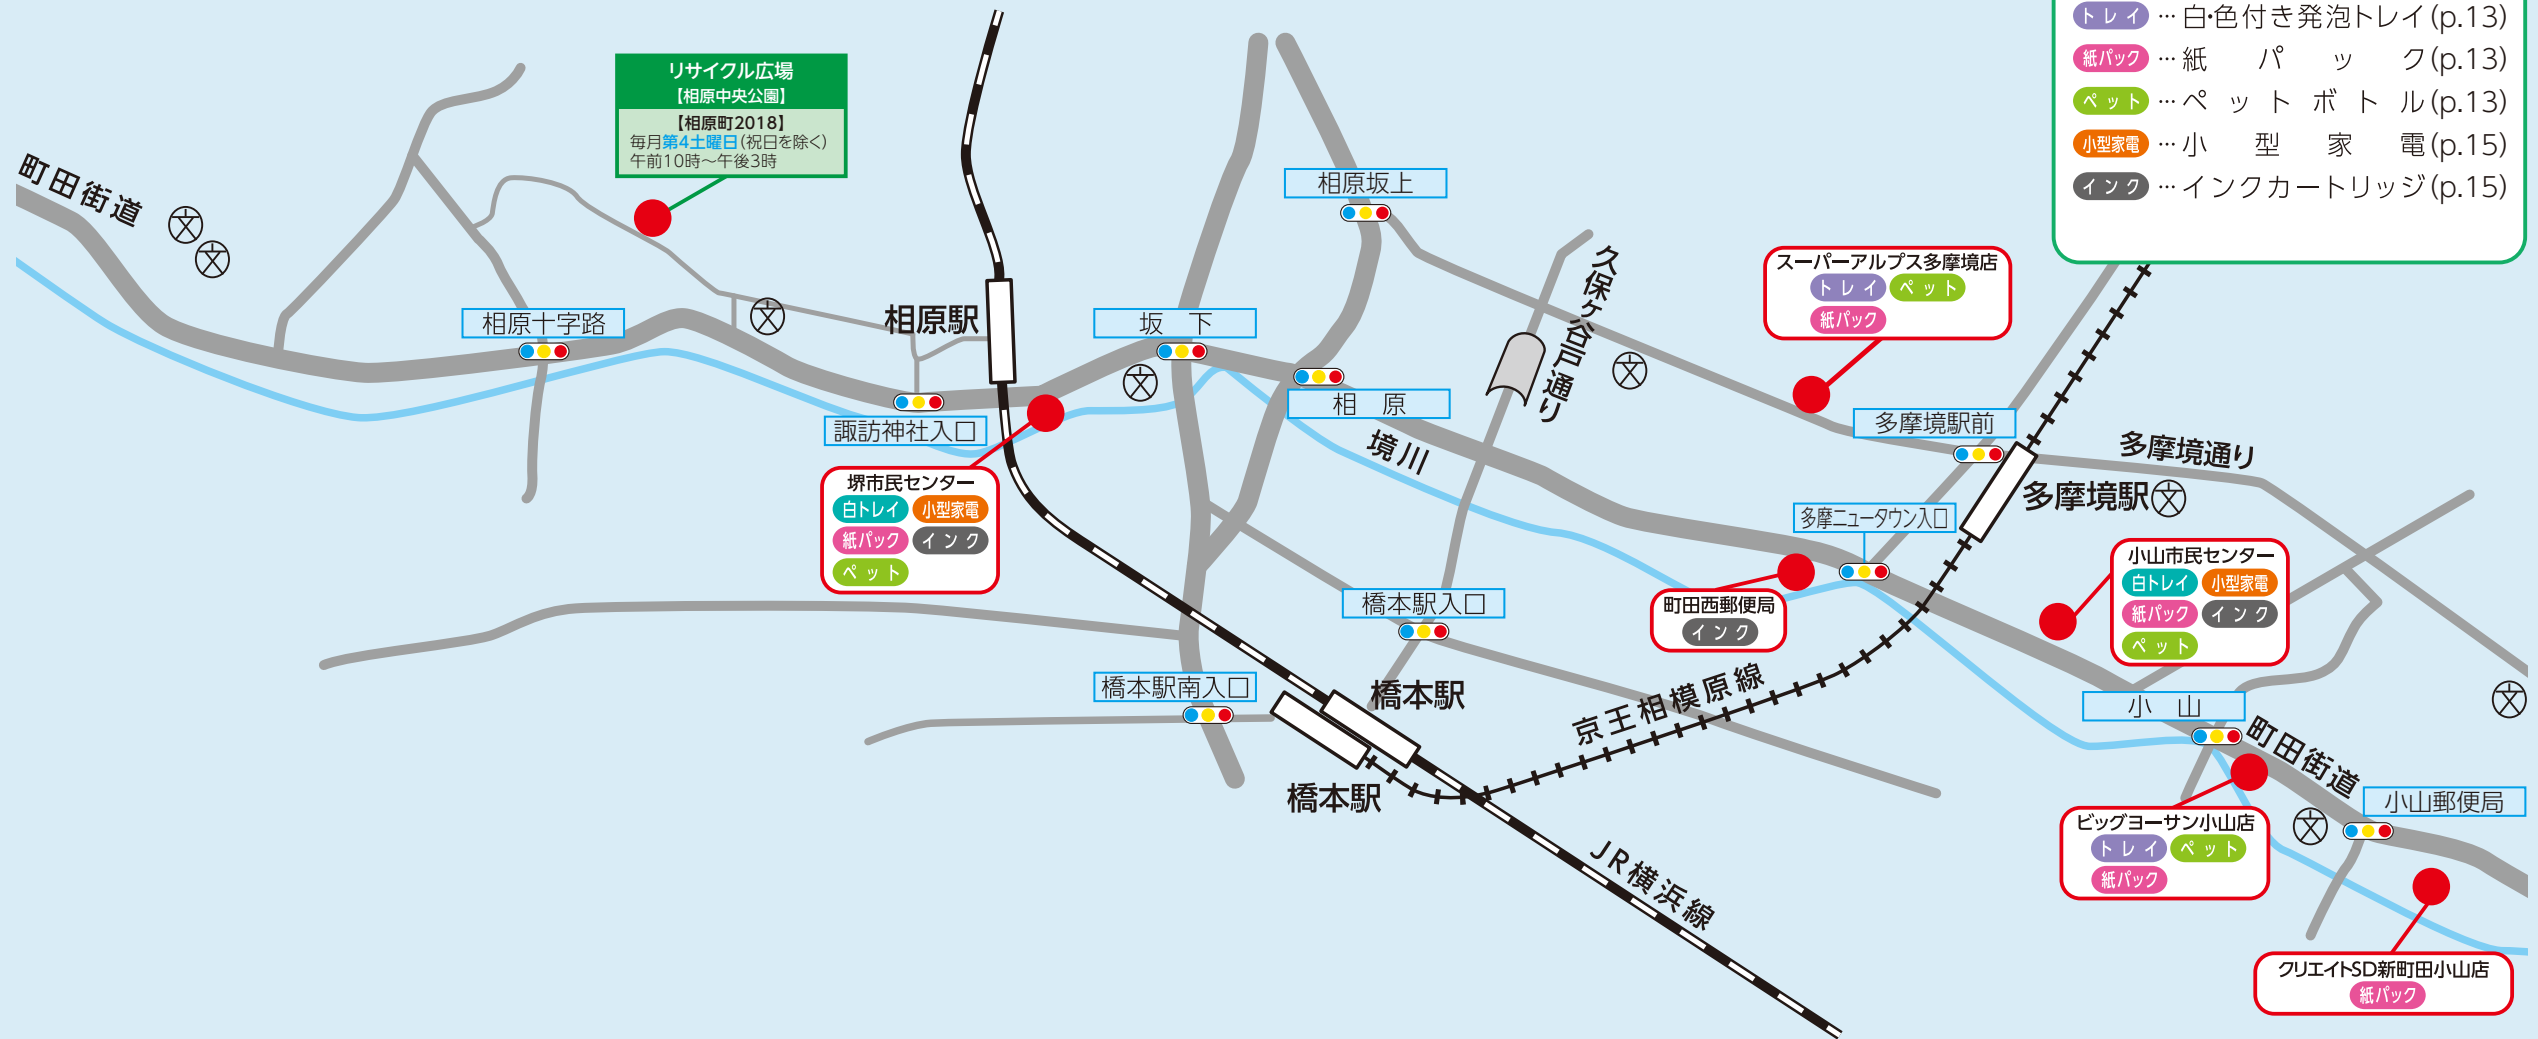 トレイ…白・色付き発泡トレイ(p.13)
紙パック…紙パック(p.13)
ペット…ペットボトル(p.13)
小型家電…小型家電(p.15)
インク…インクカートリッジ(p.15)
リサイクル広場
【相原中央公園】
【相原町2018】
毎月第4土曜日(祝日を除く)
午前10時〜午後3時
町田街道
相原坂上
久保ヶ谷戸通り
スーパーアルプス多摩境店
トレイ ペット
紙パック
相原十字路
相原駅
坂下
諏訪神社入口
相原
境川
多摩境駅前
多摩境通り
多摩境駅
堺市民センター
白トレイ 小型家電
紙パック インク
ペット
多摩ニュータウン入口
町田西郵便局
インク
小山市民センター
白トレイ 小型家電
紙パック インク
ペット
橋本駅入口
橋本駅南入口
橋本駅
橋本駅
京王相模原線
小山
町田街道
小山郵便局
ビッグヨーサン小山店
トレイ ペット
紙パック
JR横浜線
クリエイトSD新町田小山店
紙パック
文
文
文
文
文
文
文
文